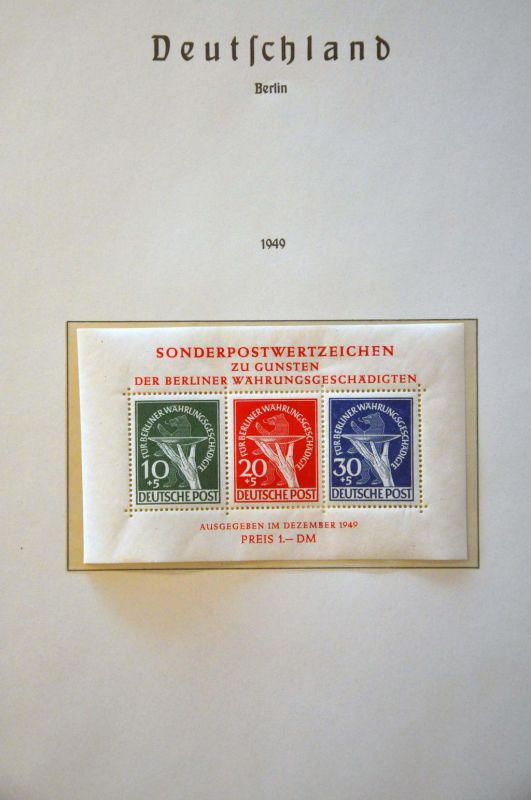 Deutſchland
Berlin
1949
SONDERPOSTWERTZEICHEN
ZU GUNSTEN
DER BERLINER WÄHRUNGSGESCHÄDIGTEN
FÜR BERLINER WÄHRUNGSGESCHÄDIGTE
10
+5
DEUTSCHE POST
FÜR BERLINER WÄHRUNGSGESCHÄDIGTE
20
+5
DEUTSCHE POST
FÜR BERLINER WÄHRUNGSGESCHÄDIGTE
30
+5
DEUTSCHE POST
AUSGEGEBEN IM DEZEMBER 1949
PREIS 1.— DM